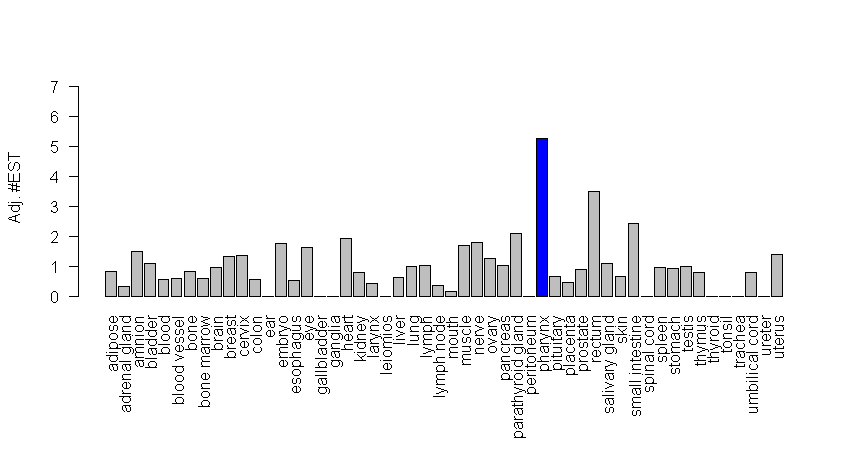 7
6
5
4
3
2
1
0
Adj. #EST
adipose
adrenal gland
amnion
bladder
blood
blood vessel
bone
bone marrow
brain
breast
cervix
colon
ear
embryo
esophagus
eye
gallbladder
ganglia
heart
kidney
larynx
leiomios
liver
lung
lymph
lymph node
mouth
muscle
nerve
ovary
pancreas
parathyroid gland
peritoneum
pharynx
pituitary
placenta
prostate
rectum
salivary gland
skin
small intestine
spinal cord
spleen
stomach
testis
thymus
thyroid
tonsil
trachea
umbilical cord
ureter
uterus